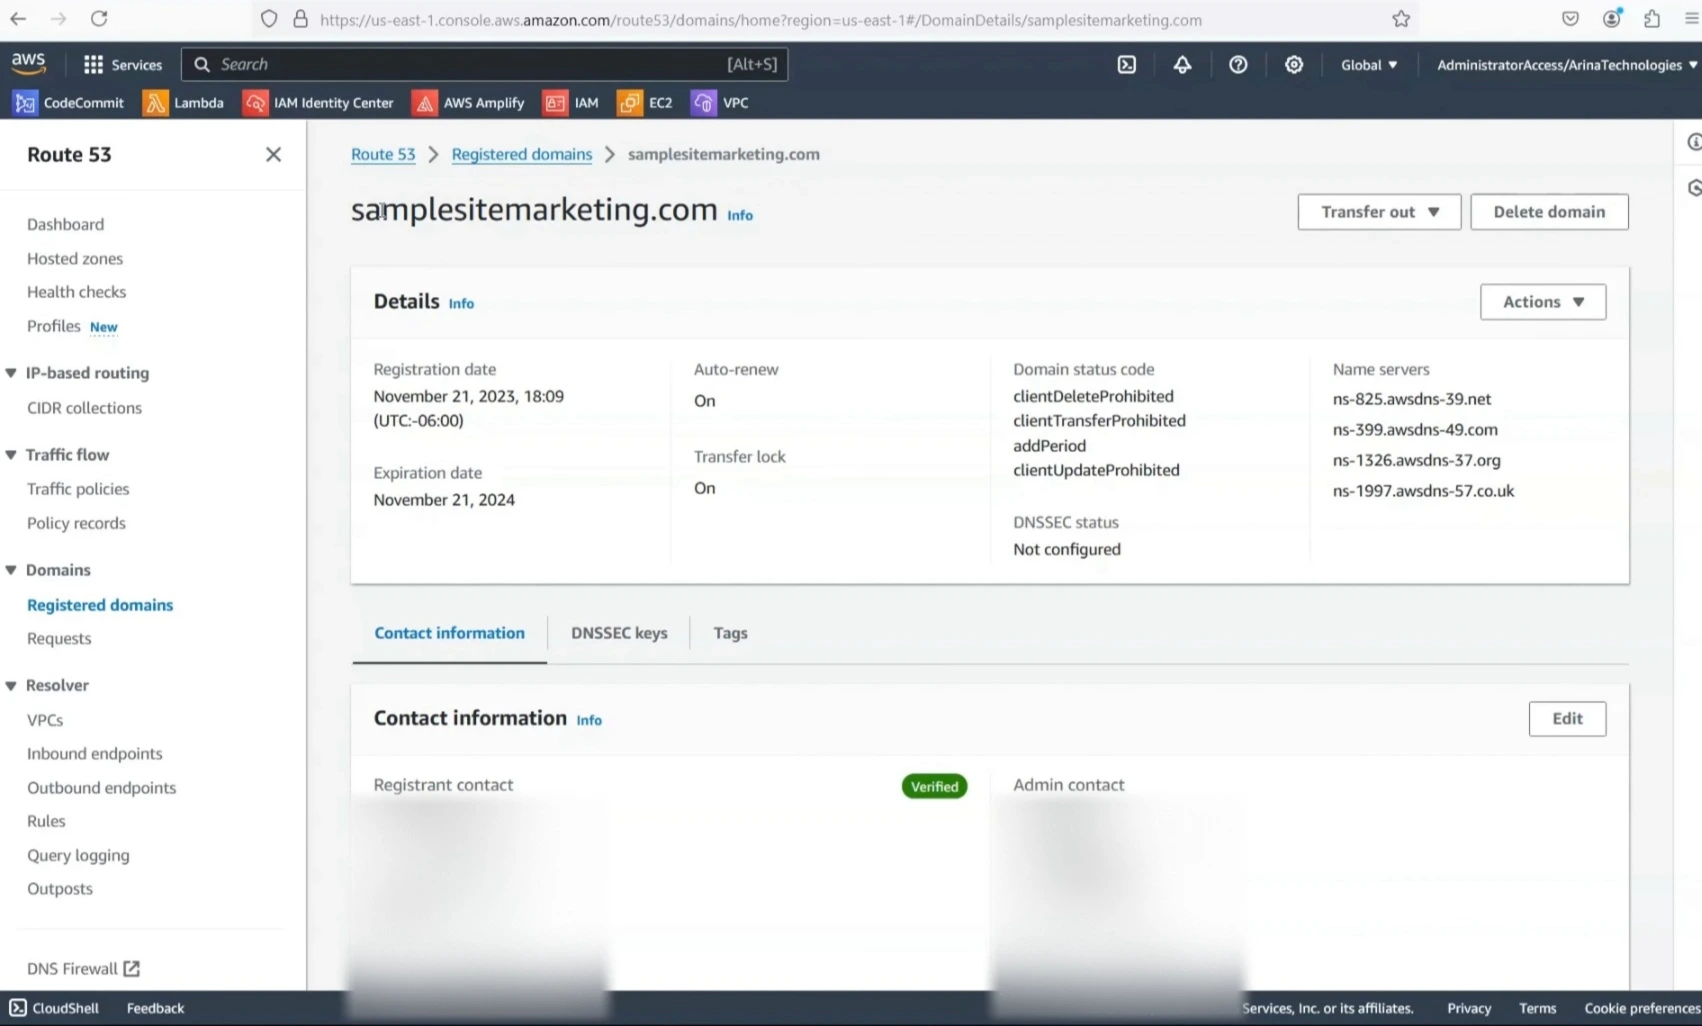 https://us-east-1.console.aws.amazon.com/route53/domains/home?region=us-east-1#/DomainDetails/samplesitemarketing.com
aws
Services
Search
[Alt+S]
Global
AdministratorAccess/ArinaTechnologies
CodeCommit
Lambda
IAM Identity Center
AWS Amplify
IAM
EC2
VPC
Route 53
Dashboard
Hosted zones
Health checks
Profiles New
IP-based routing
CIDR collections
Traffic flow
Traffic policies
Policy records
Domains
Registered domains
Requests
Resolver
VPCs
Inbound endpoints
Outbound endpoints
Rules
Query logging
Outposts
DNS Firewall
Route 53 > Registered domains > samplesitemarketing.com
samplesitemarketing.com Info
Transfer out
Delete domain
Details Info
Actions
Registration date
November 21, 2023, 18:09
(UTC:-06:00)
Expiration date
November 21, 2024
Auto-renew
On
Transfer lock
On
Domain status code
clientDeleteProhibited
clientTransferProhibited
addPeriod
clientUpdateProhibited
DNSSEC status
Not configured
Name servers
ns-825.awsdns-39.net
ns-399.awsdns-49.com
ns-1326.awsdns-37.org
ns-1997.awsdns-57.co.uk
Contact information
DNSSEC keys
Tags
Contact information Info
Edit
Registrant contact
Verified
Admin contact
CloudShell
Feedback
Services, Inc. or its affiliates.
Privacy
Terms
Cookie preferences